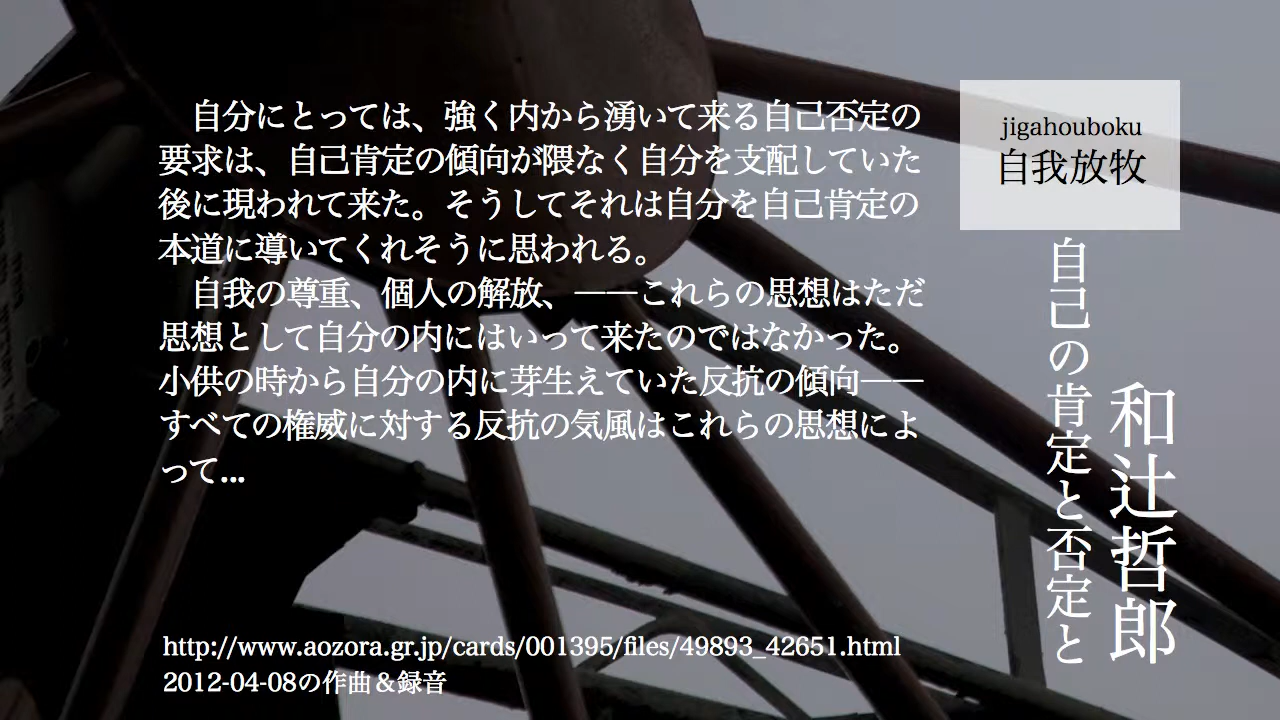 jigahouboku
自我放牧
和辻哲郎
自己の肯定と否定と
　自分にとっては、強く内から湧いて来る自己否定の
要求は、自己肯定の傾向が隈なく自分を支配していた
後に現われて来た。そうしてそれは自分を自己肯定の
本道に導いてくれそうに思われる。
　自我の尊重、個人の解放、――これらの思想はただ
思想として自分の内にはいって来たのではなかった。
小供の時から自分の内に芽生えていた反抗の傾向――
すべての権威に対する反抗の気風はこれらの思想によ
って...
http://www.aozora.gr.jp/cards/001395/files/49893_42651.html
2012-04-08の作曲＆録音